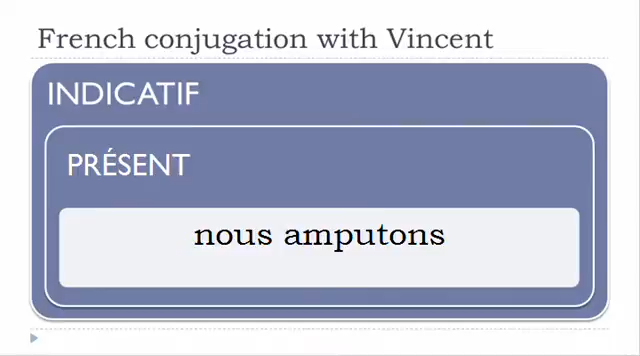 French conjugation with Vincent
INDICATIF
PRÉSENT
nous amputons